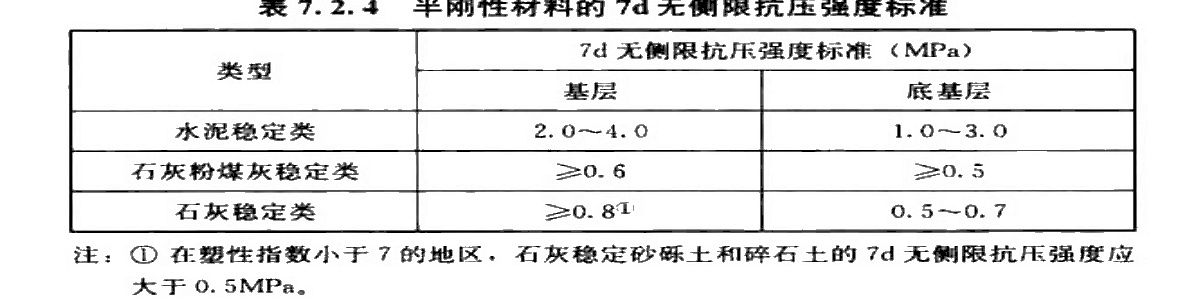 表 7. 2. 4 半刚性材料的 7d 无侧限抗压强度标准
类型
7d 无侧限抗压强度标准（MPa）
基层
底基层
水泥稳定类
2. 0～4. 0
1. 0～3. 0
石灰粉煤灰稳定类
≥0. 6
≥0. 5
石灰稳定类
≥0. 8①
0. 5～0. 7
注：① 在塑性指数小于 7 的地区，石灰稳定砂砾土和碎石土的 7d 无侧限抗压强度应
大于 0. 5MPa。